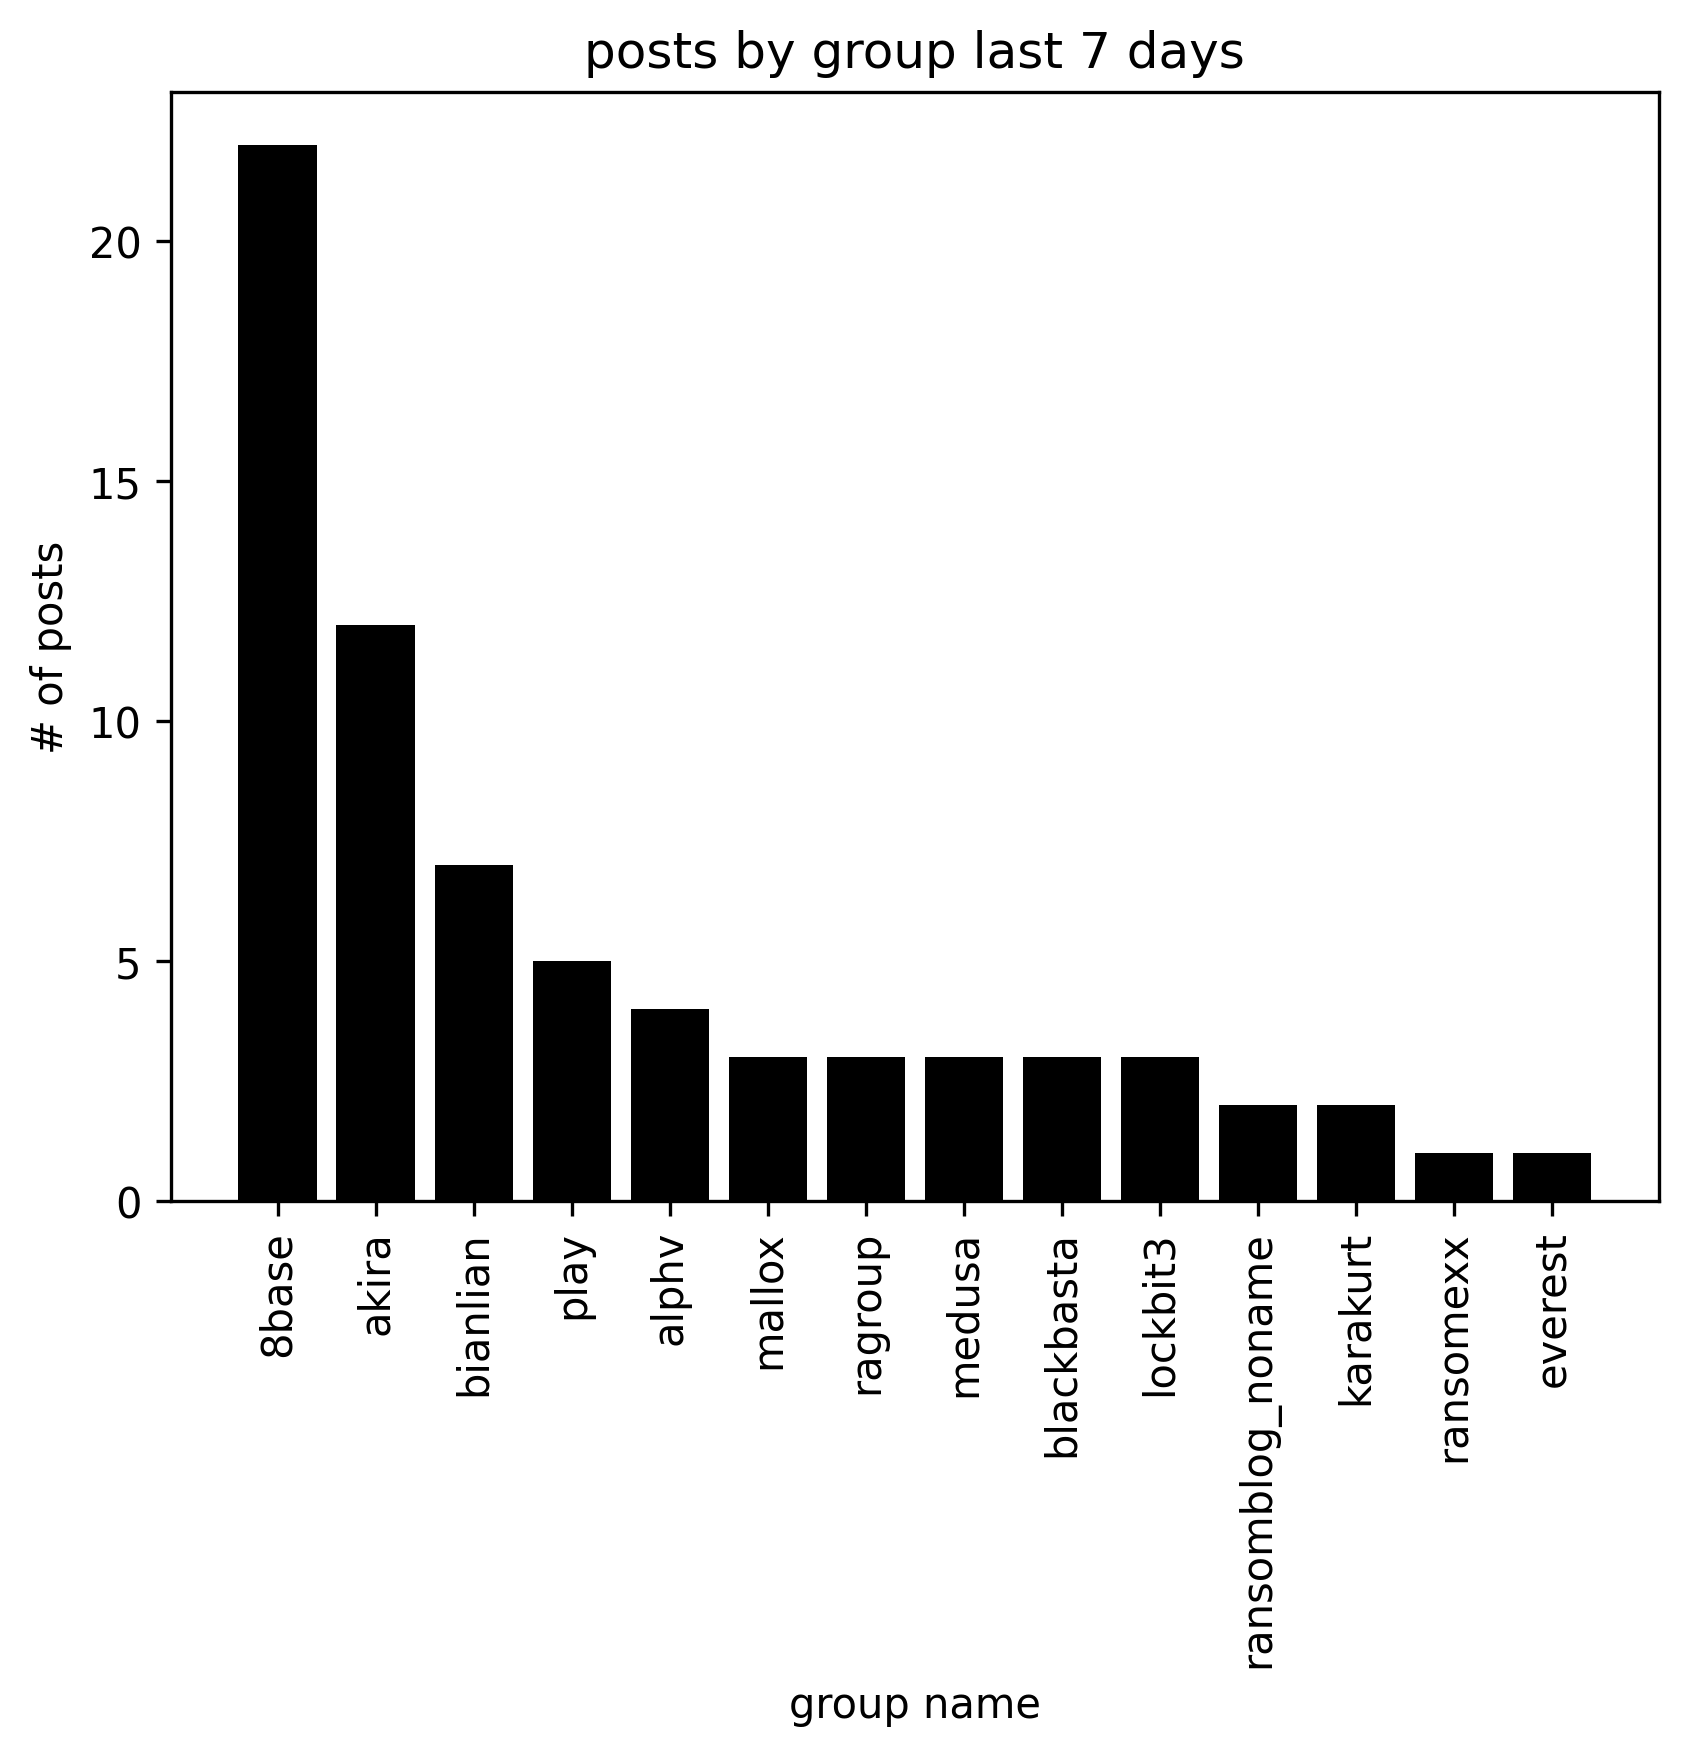 posts by group last 7 days
# of posts
20
15
10
5
0
8base
akira
bianlian
play
alphv
mallox
ragroup
medusa
blackbasta
lockbit3
ransomblog_noname
karakurt
ransomexx
everest
group name